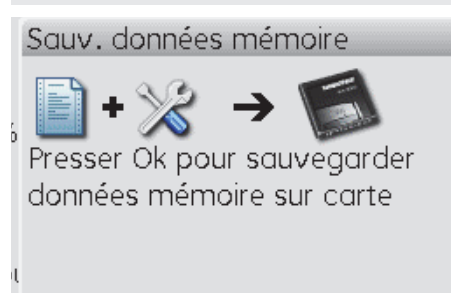 Sauv. données mémoire
Presser Ok pour sauvegarder
données mémoire sur carte